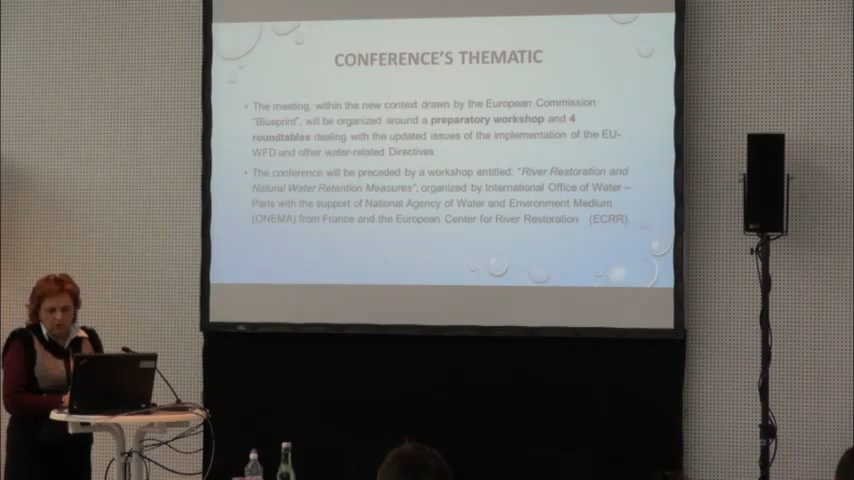 CONFERENCE'S THEMATIC
• The meeting, within the new context drawn by the European Commission
"Blueprint", will be organized around a preparatory workshop and 4
roundtables dealing with the updated issues of the implementation of the EU-
WFD and other water-related Directives
• The conference will be preceded by a workshop entitled: "River Restoration and
Natural Water Retention Measures", organized by International Office of Water –
Paris with the support of National Agency of Water and Environment Medium
(ONEMA) from France and the European Center for River Restoration (ECRR)